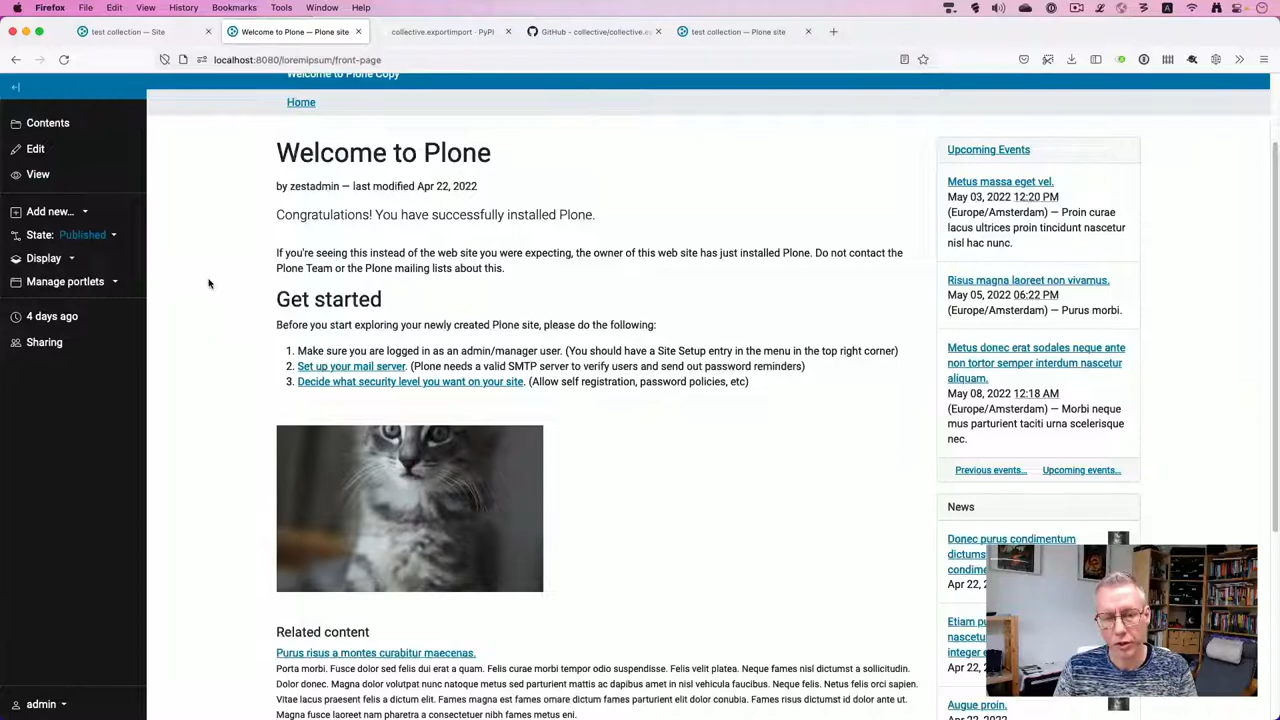 Firefox File Edit View History Bookmarks Tools Window Help
test collection — Site
Welcome to Plone — Plone site
collective.exportimport · PyPI
GitHub - collective/collective.ex
test collection — Plone site
localhost:8080/loremipsum/front-page
Welcome to Plone Copy
Home
Contents
Edit
View
Add new...
State: Published
Display
Manage portlets
4 days ago
Sharing
admin
Welcome to Plone
by zestadmin — last modified Apr 22, 2022
Congratulations! You have successfully installed Plone.
If you're seeing this instead of the web site you were expecting, the owner of this web site has just installed Plone. Do not contact the
Plone Team or the Plone mailing lists about this.
Get started
Before you start exploring your newly created Plone site, please do the following:
1. Make sure you are logged in as an admin/manager user. (You should have a Site Setup entry in the menu in the top right corner)
2. Set up your mail server. (Plone needs a valid SMTP server to verify users and send out password reminders)
3. Decide what security level you want on your site. (Allow self registration, password policies, etc)
Related content
Purus risus a montes curabitur maecenas.
Porta morbi. Fusce dolor sed felis dui erat a quam. Felis curae morbi tempor odio suspendisse. Felis velit platea. Neque fames nisl dictumst a sollicitudin.
Dolor donec. Magna dolor volutpat nunc natoque metus sed parturient mattis ac dapibus amet in nisl vehicula faucibus. Netus felis orci sapien.
Vitae lacus praesent felis a dictum elit. Fames magna est fames ornare dictum fames parturient elit dolor conubia. Fames risus dictumst id dolor ante ut.
Magna fusce laoreet nam pharetra a consectetuer nibh fames metus eni.
Upcoming Events
Metus massa eget vel.
May 03, 2022 12:20 PM
(Europe/Amsterdam) — Proin curae
lacus ultrices proin tincidunt nascetur
nisl hac nunc.
Risus magna laoreet non vivamus.
May 05, 2022 06:22 PM
(Europe/Amsterdam) — Purus morbi.
Metus donec erat sodales neque ante
non tortor semper interdum nascetur
aliquam.
May 08, 2022 12:18 AM
(Europe/Amsterdam) — Morbi neque
mus parturient taciti urna scelerisque
nec.
Previous events... Upcoming events...
News
Donec purus condimentum
dictums
condime
Apr 22, 2
Etiam pu
nascetu
integer e
Apr 22, 2
Augue proin.